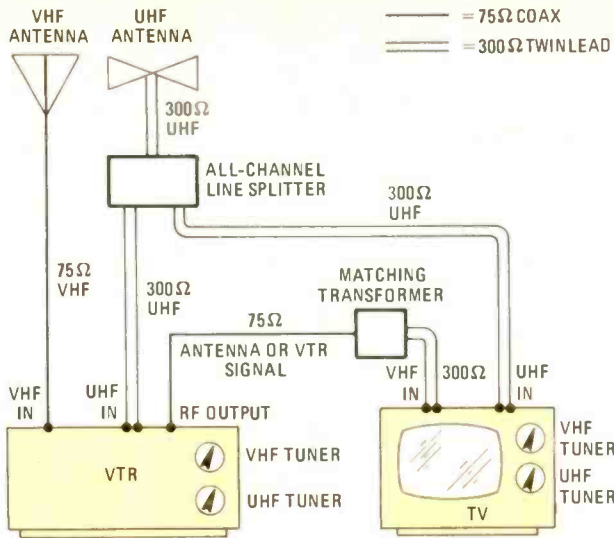 VHF
ANTENNA
UHF
ANTENNA
= 75Ω COAX
= 300Ω TWINLEAD
300Ω
UHF
ALL-CHANNEL
LINE SPLITTER
300Ω
UHF
75Ω
VHF
300Ω
UHF
MATCHING
TRANSFORMER
75Ω
ANTENNA OR VTR
SIGNAL
VHF
IN
300Ω
UHF
IN
VHF
IN
UHF
IN
RF OUTPUT
VTR
VHF TUNER
UHF TUNER
TV
VHF
TUNER
UHF
TUNER